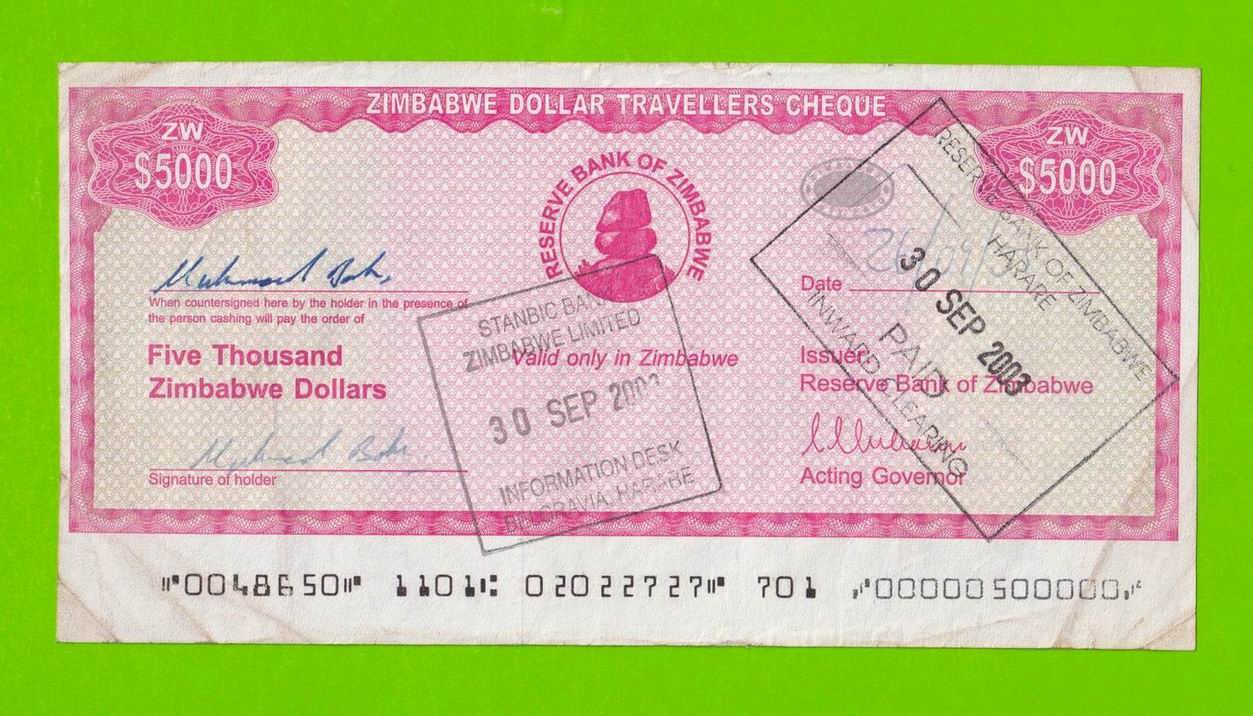 ZIMBABWE DOLLAR TRAVELLERS CHEQUE
ZW
$5000
ZW
$5000
RESERVE BANK OF ZIMBABWE
When countersigned here by the holder in the presence of
the person cashing will pay the order of
Five Thousand
Zimbabwe Dollars
Signature of holder
Valid only in Zimbabwe
STANBIC BANK
ZIMBABWE LIMITED
30 SEP 2003
INFORMATION DESK
BELGRAVIA, HARARE
Date
Issuer:
Reserve Bank of Zimbabwe
Acting Governor
RESERVE BANK OF ZIMBABWE
HARARE
30 SEP 2003
PAID
INWARD CLEARING
⑈0048650⑈ 1101⑆ 02022727⑈ 701 ⑇00000500000⑇